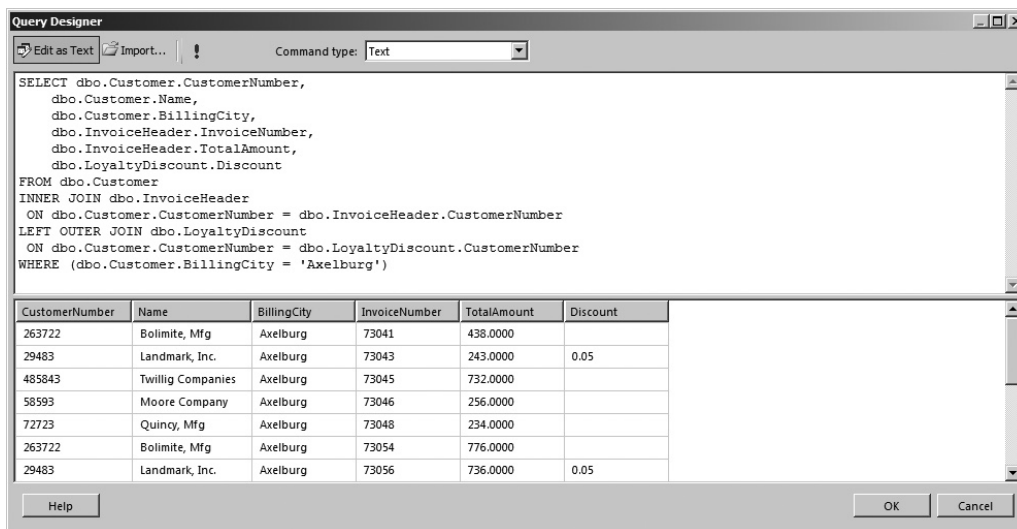 Query Designer
Edit as Text Import... ! Command type: Text
SELECT dbo.Customer.CustomerNumber,
dbo.Customer.Name,
dbo.Customer.BillingCity,
dbo.InvoiceHeader.InvoiceNumber,
dbo.InvoiceHeader.TotalAmount,
dbo.LoyaltyDiscount.Discount
FROM dbo.Customer
INNER JOIN dbo.InvoiceHeader
ON dbo.Customer.CustomerNumber = dbo.InvoiceHeader.CustomerNumber
LEFT OUTER JOIN dbo.LoyaltyDiscount
ON dbo.Customer.CustomerNumber = dbo.LoyaltyDiscount.CustomerNumber
WHERE (dbo.Customer.BillingCity = 'Axelburg')
CustomerNumber Name BillingCity InvoiceNumber TotalAmount Discount
263722 Bolimite, Mfg Axelburg 73041 438.0000
29483 Landmark, Inc. Axelburg 73043 243.0000 0.05
485843 Twillig Companies Axelburg 73045 732.0000
58593 Moore Company Axelburg 73046 256.0000
72723 Quincy, Mfg Axelburg 73048 234.0000
263722 Bolimite, Mfg Axelburg 73054 776.0000
29483 Landmark, Inc. Axelburg 73056 736.0000 0.05
Help OK Cancel